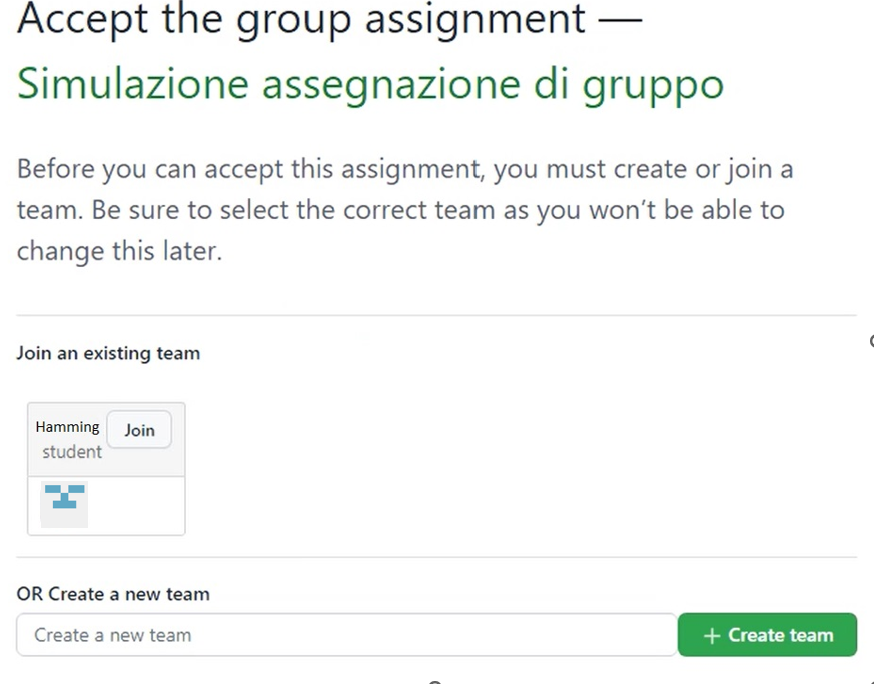 Accept the group assignment —
Simulazione assegnazione di gruppo
Before you can accept this assignment, you must create or join a
team. Be sure to select the correct team as you won’t be able to
change this later.
Join an existing team
Hamming
Join
student
OR Create a new team
Create a new team
+ Create team